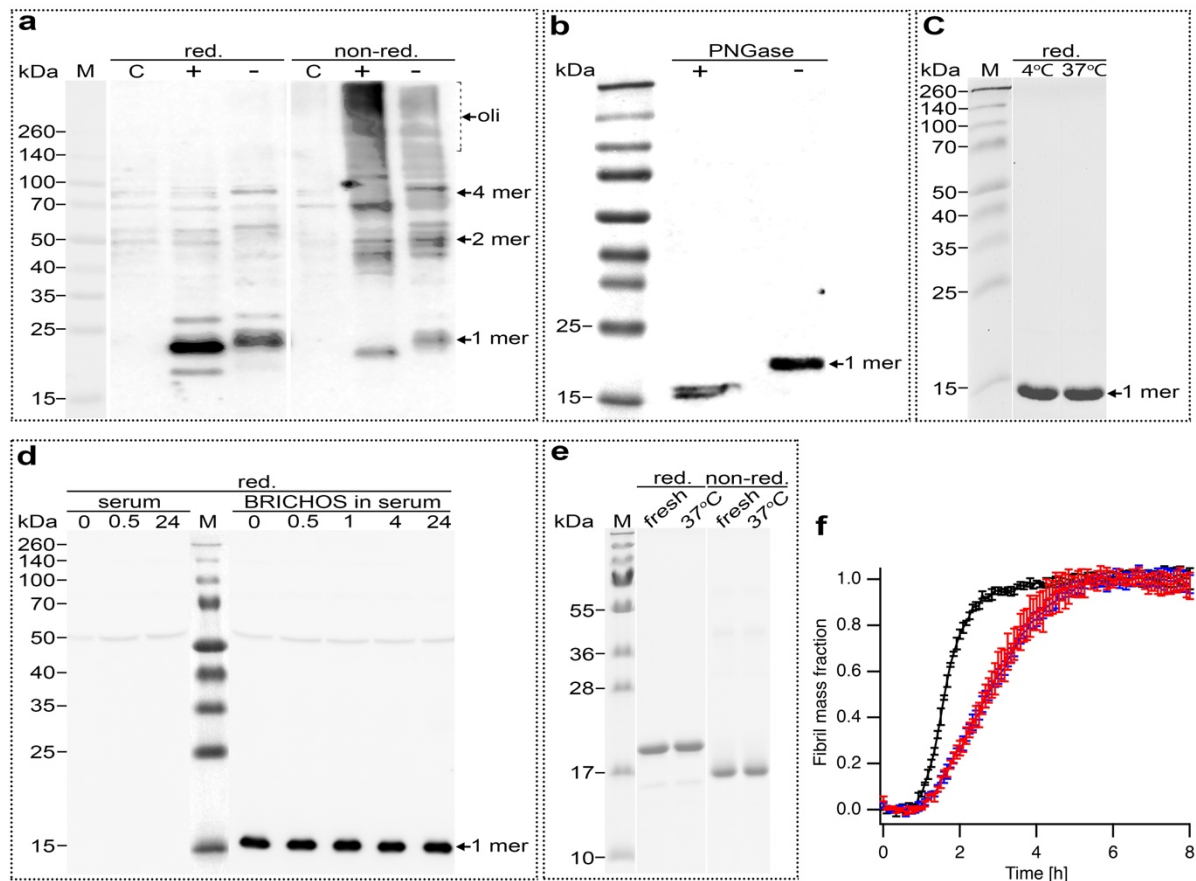 a
red.
non-red.
kDa M C + - C + -
260
140
100
70
50
40
35
25
15
oli
4 mer
2 mer
1 mer
b
PNGase
kDa + -
25
15
1 mer
C
red.
M 4°C 37°C
kDa
260
140
100
70
50
40
35
25
15
1 mer
d
red.
serum
BRICHOS in serum
kDa 0 0.5 24 M 0 0.5 1 4 24
260
140
100
70
50
40
35
25
15
1 mer
e
red. non-red.
kDa M fresh 37°C fresh 37°C
55
36
28
17
10
f
Fibril mass fraction
1.0
0.8
0.6
0.4
0.2
0.0
0 2 4 6 8
Time [h]